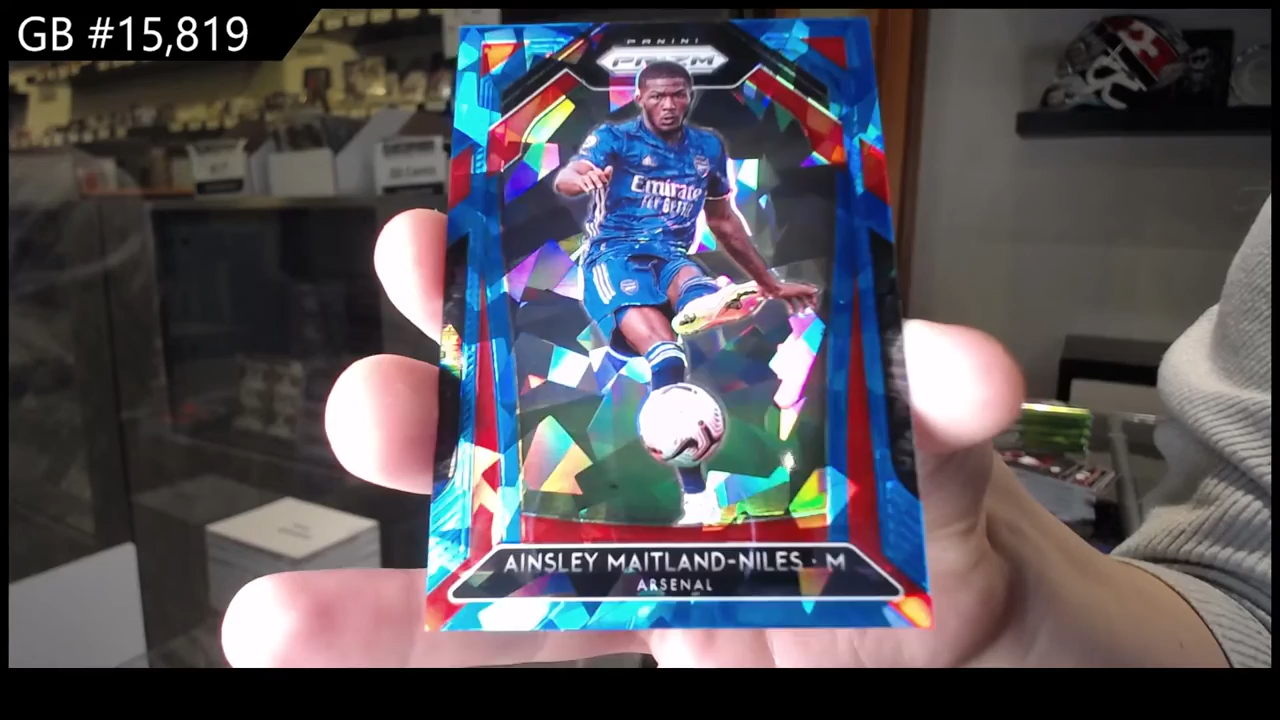 GB #15,819
PANINI
PRIZM
Emirates
FLY BETTER
AINSLEY MAITLAND-NILES · M
ARSENAL